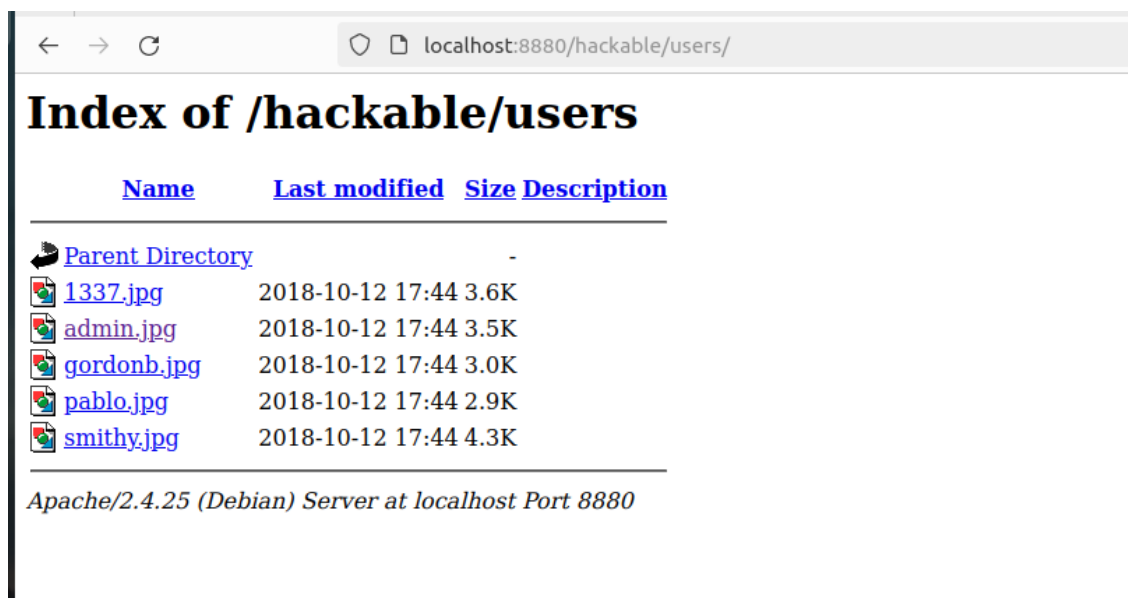 localhost:8880/hackable/users/
Index of /hackable/users
Name Last modified Size Description
Parent Directory -
1337.jpg 2018-10-12 17:44 3.6K
admin.jpg 2018-10-12 17:44 3.5K
gordonb.jpg 2018-10-12 17:44 3.0K
pablo.jpg 2018-10-12 17:44 2.9K
smithy.jpg 2018-10-12 17:44 4.3K
Apache/2.4.25 (Debian) Server at localhost Port 8880